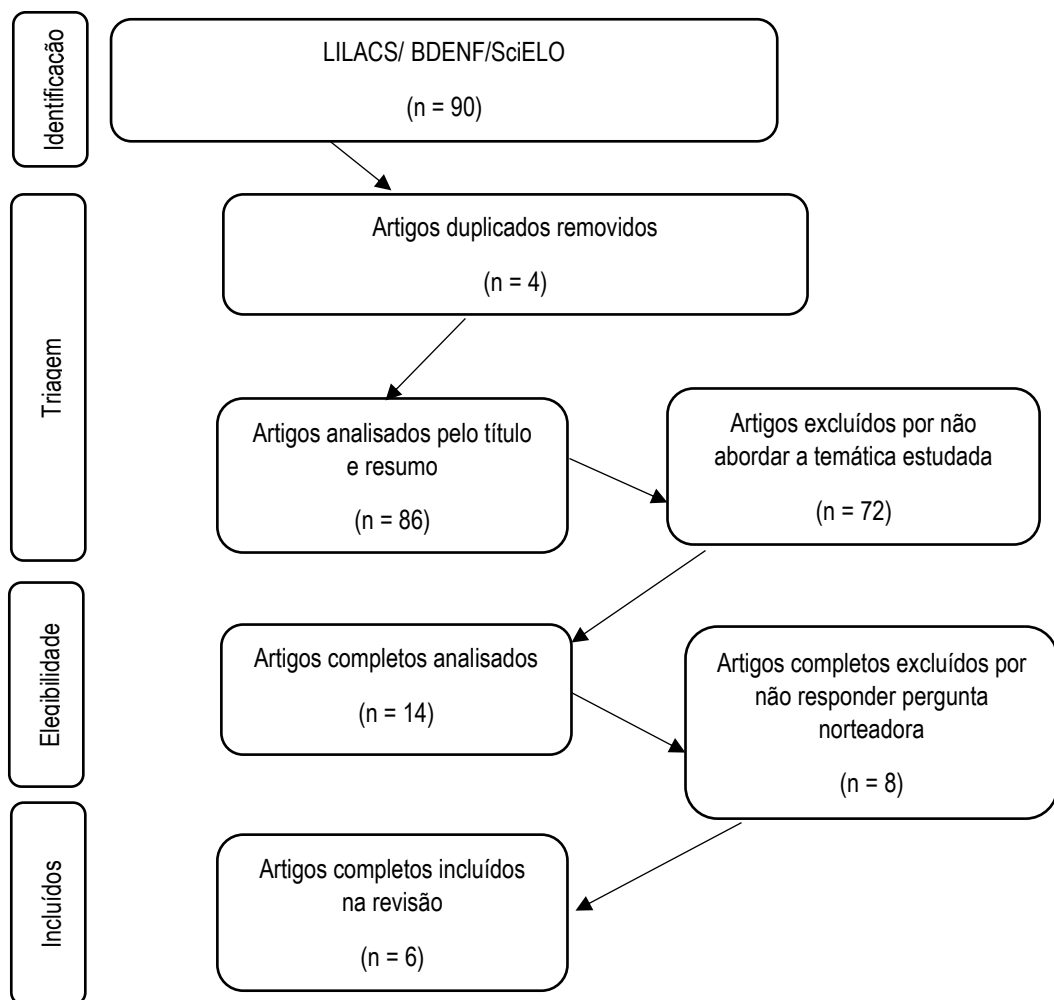 Identificação
LILACS/ BDENF/SciELO
(n = 90)
Triagem
Artigos duplicados removidos
(n = 4)
Artigos analisados pelo título
e resumo
(n = 86)
Artigos excluídos por não
abordar a temática estudada
(n = 72)
Elegibilidade
Artigos completos analisados
(n = 14)
Artigos completos excluídos por
não responder pergunta
norteadora
(n = 8)
Incluídos
Artigos completos incluídos
na revisão
(n = 6)